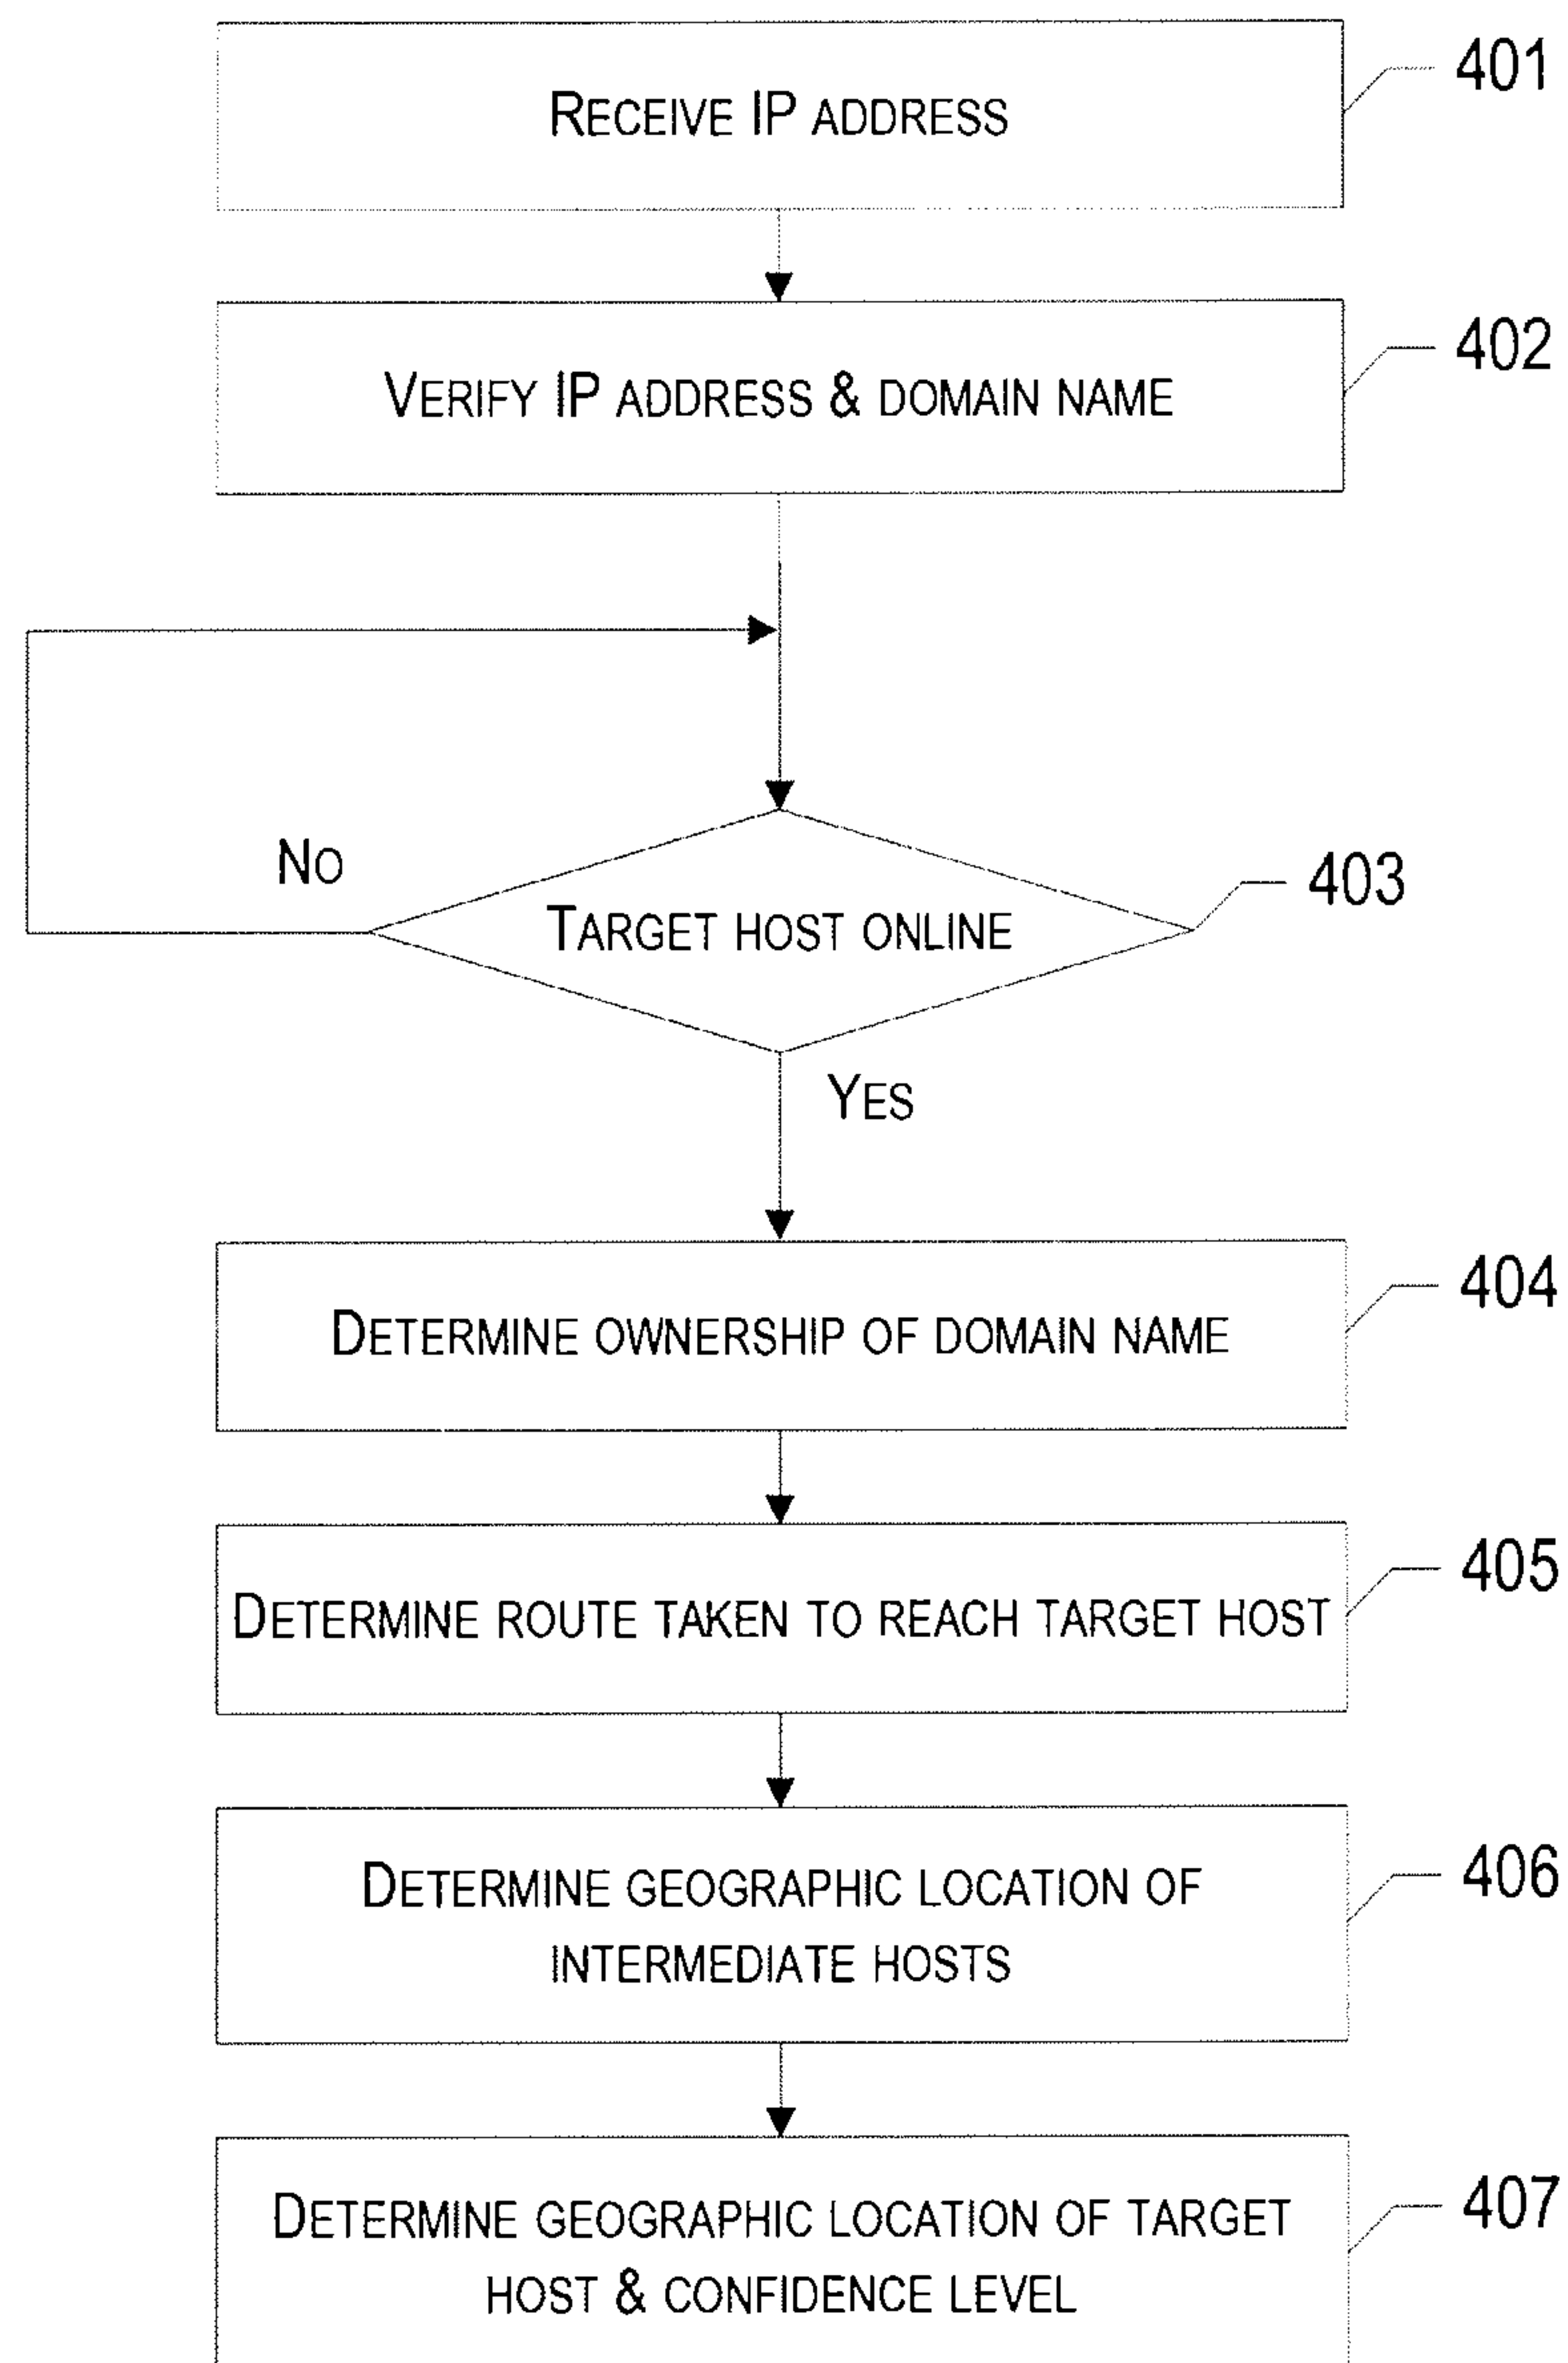 RECEIVE IP ADDRESS
401
VERIFY IP ADDRESS & DOMAIN NAME
402
NO
TARGET HOST ONLINE
403
YES
DETERMINE OWNERSHIP OF DOMAIN NAME
404
DETERMINE ROUTE TAKEN TO REACH TARGET HOST
405
DETERMINE GEOGRAPHIC LOCATION OF
INTERMEDIATE HOSTS
406
DETERMINE GEOGRAPHIC LOCATION OF TARGET
HOST & CONFIDENCE LEVEL
407